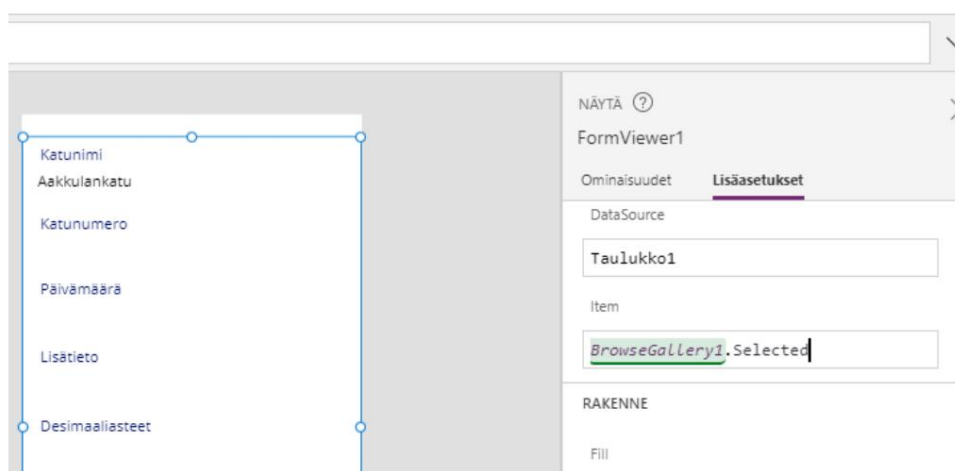 Katunimi
Aakkulankatu
Katunumero
Päivämäärä
Lisätieto
Desimaaliasteet
NÄYTÄ ?
FormViewer1
Ominaisuudet Lisäasetukset
DataSource
Taulukko1
Item
BrowseGallery1.Selected
RAKENNE
Fill